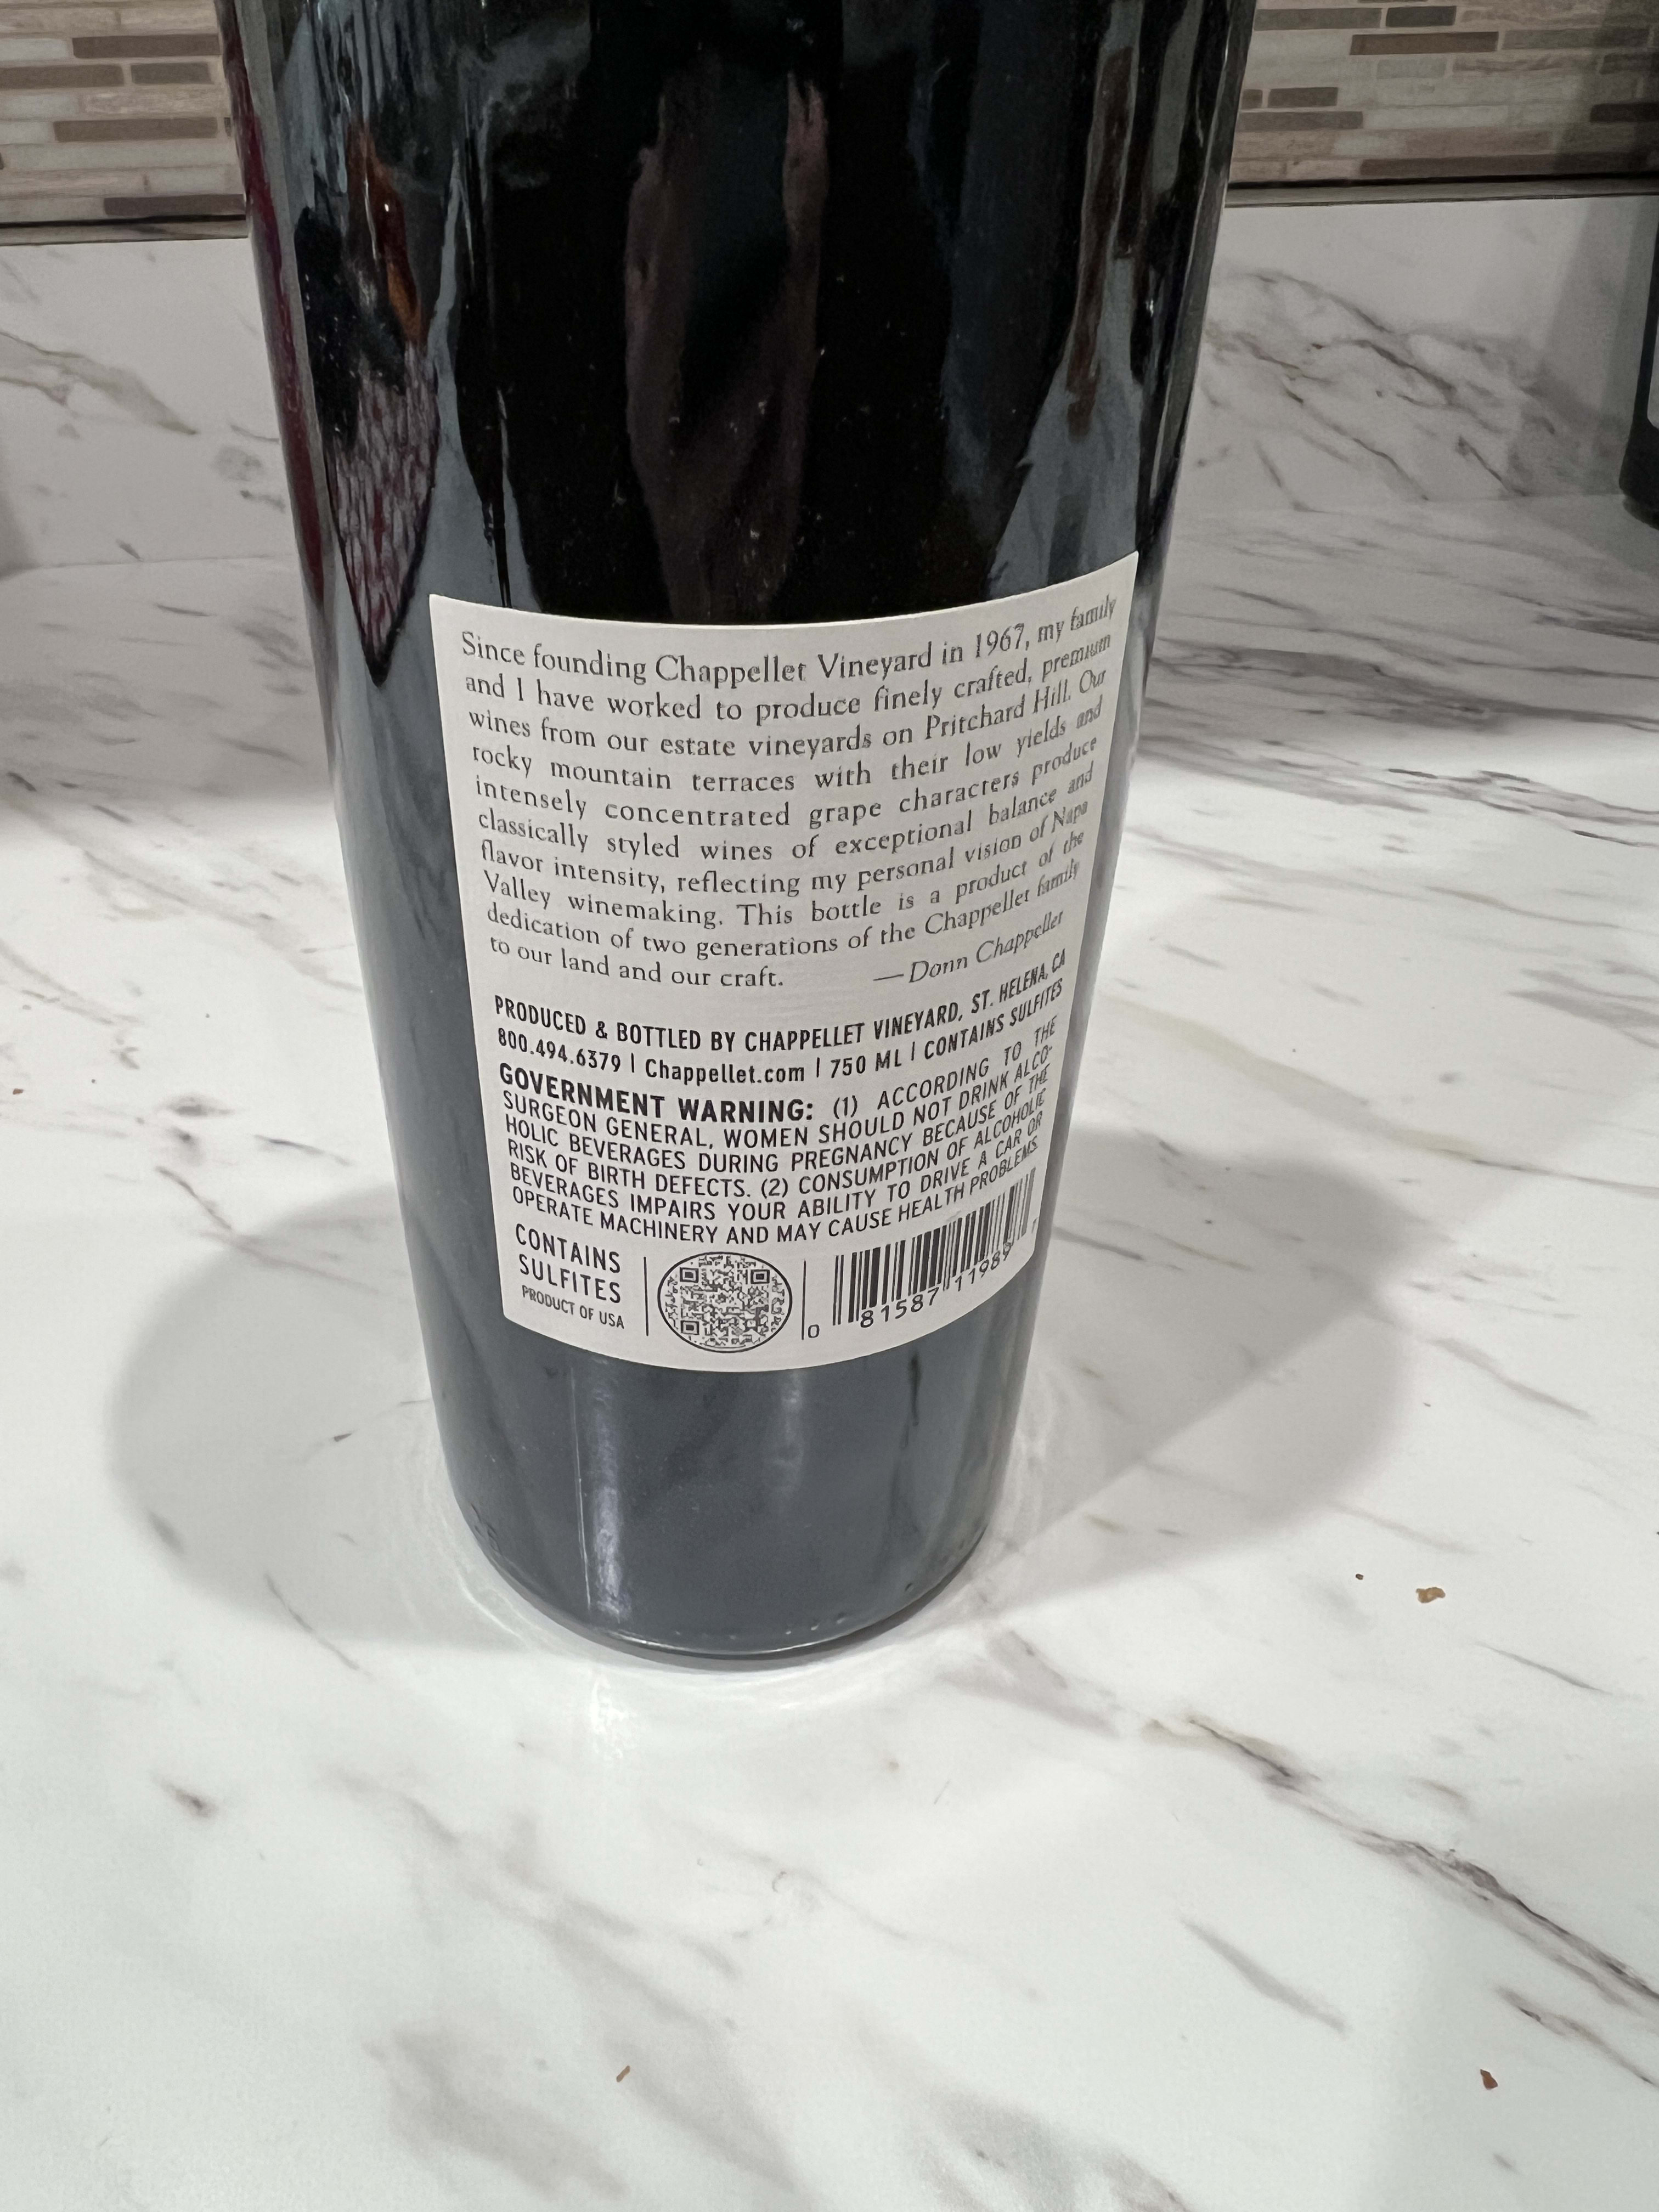 Since founding Chappellet Vineyard in 1967, my family
and I have worked to produce finely crafted, premium
wines from our estate vineyards on Pritchard Hill. Our
rocky mountain terraces with their low yields and
intensely concentrated grape characters produce
classically styled wines of exceptional balance and
flavor intensity, reflecting my personal vision of Napa
Valley winemaking. This bottle is a product of the
dedication of two generations of the Chappellet family
to our land and our craft. — Donn Chappellet
PRODUCED & BOTTLED BY CHAPPELLET VINEYARD, ST. HELENA, CA
800.494.6379 | Chappellet.com | 750 ML | CONTAINS SULFITES
GOVERNMENT WARNING: (1) ACCORDING TO THE
SURGEON GENERAL, WOMEN SHOULD NOT DRINK ALCO-
HOLIC BEVERAGES DURING PREGNANCY BECAUSE OF THE
RISK OF BIRTH DEFECTS. (2) CONSUMPTION OF ALCOHOLIC
BEVERAGES IMPAIRS YOUR ABILITY TO DRIVE A CAR OR
OPERATE MACHINERY AND MAY CAUSE HEALTH PROBLEMS.
CONTAINS
SULFITES
PRODUCT OF USA
0 81587 11989